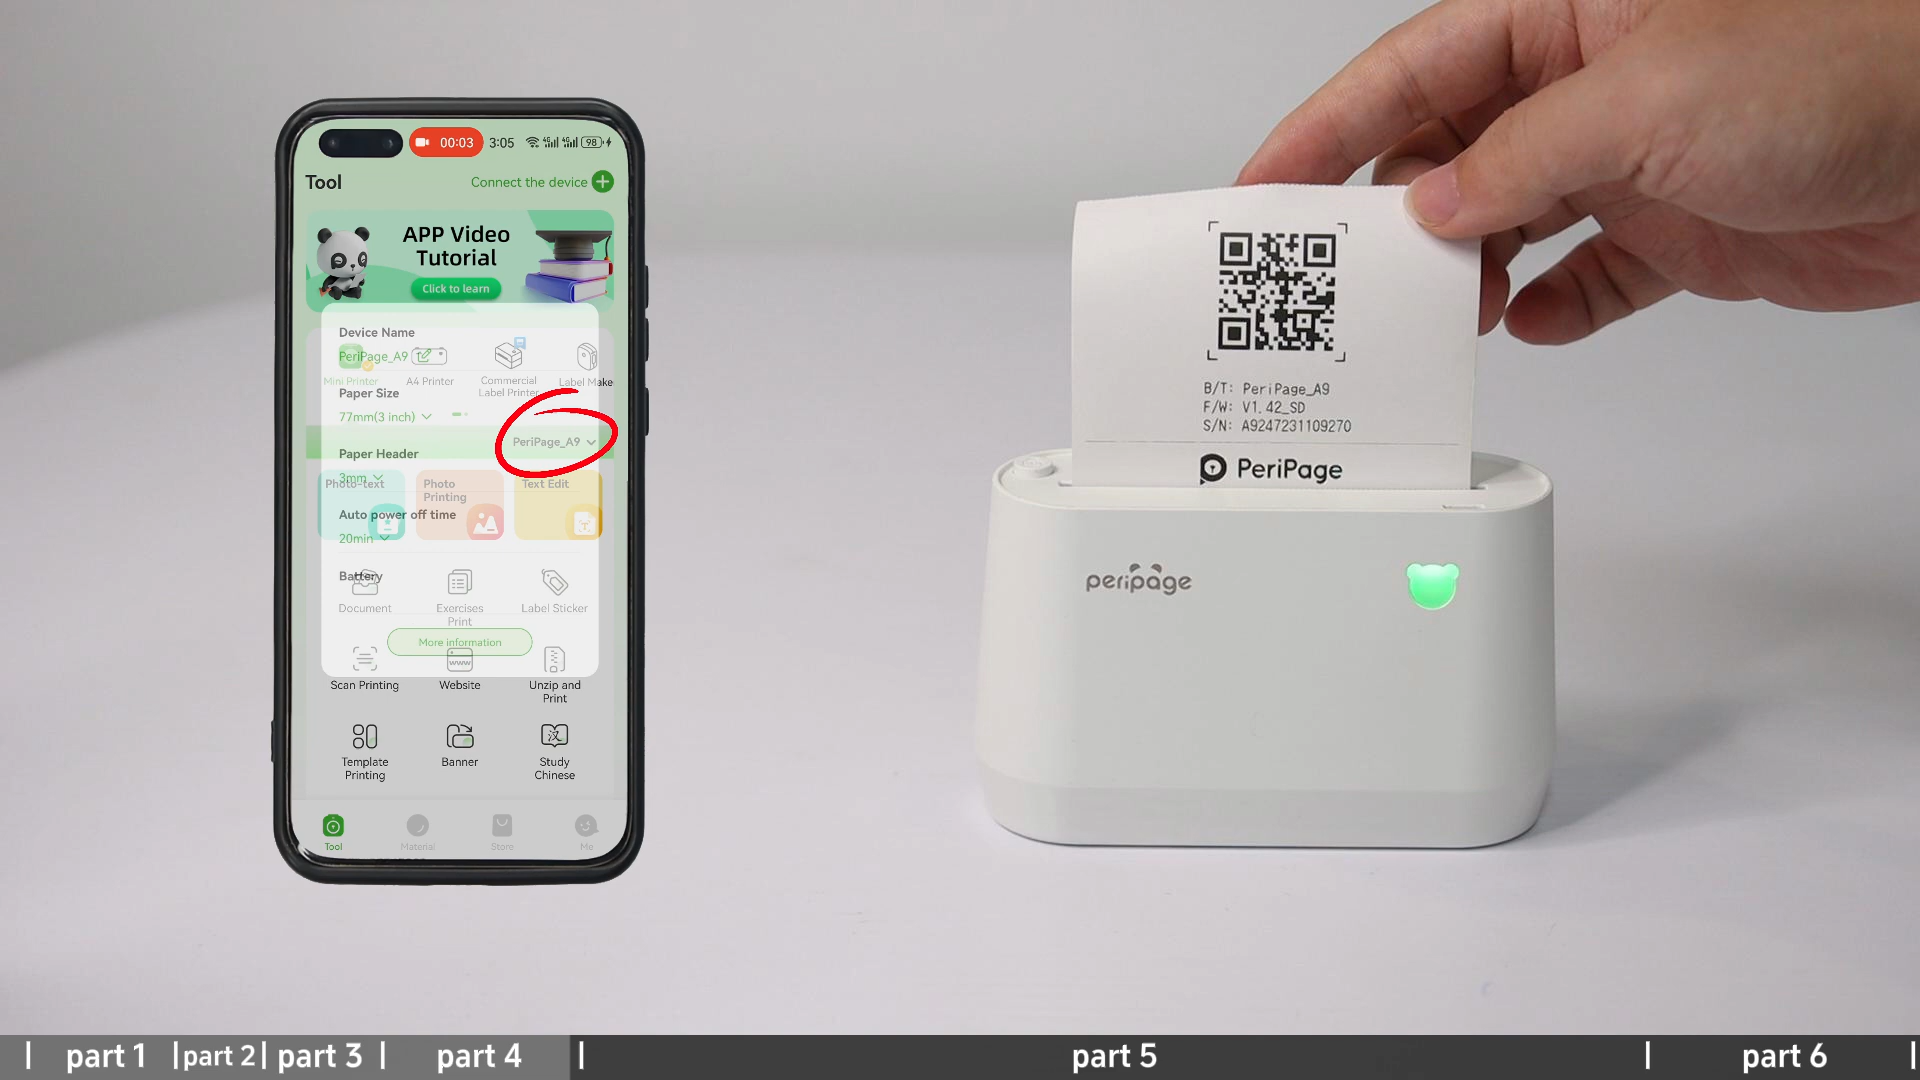 00:03 3:05 98
Tool
Connect the device
APP Video
Tutorial
Click to learn
Device Name
PeriPage_A9
Mini Printer
A4 Printer
Commercial
Label Printer
Label Make
Paper Size
77mm(3 inch)
PeriPage_A9
Paper Header
3mm
Photo-text
Photo
Printing
Text Edit
Auto power off time
20min
Battery
Document
Exercises
Print
Label Sticker
More information
www
Scan Printing
Website
Unzip and
Print
汉
Template
Printing
Banner
Study
Chinese
Tool
Material
Store
Me
B/T: PeriPage_A9
F/W: V1.42_SD
S/N: A9247231109270
PeriPage
peripage
part 1
part 2
part 3
part 4
part 5
part 6